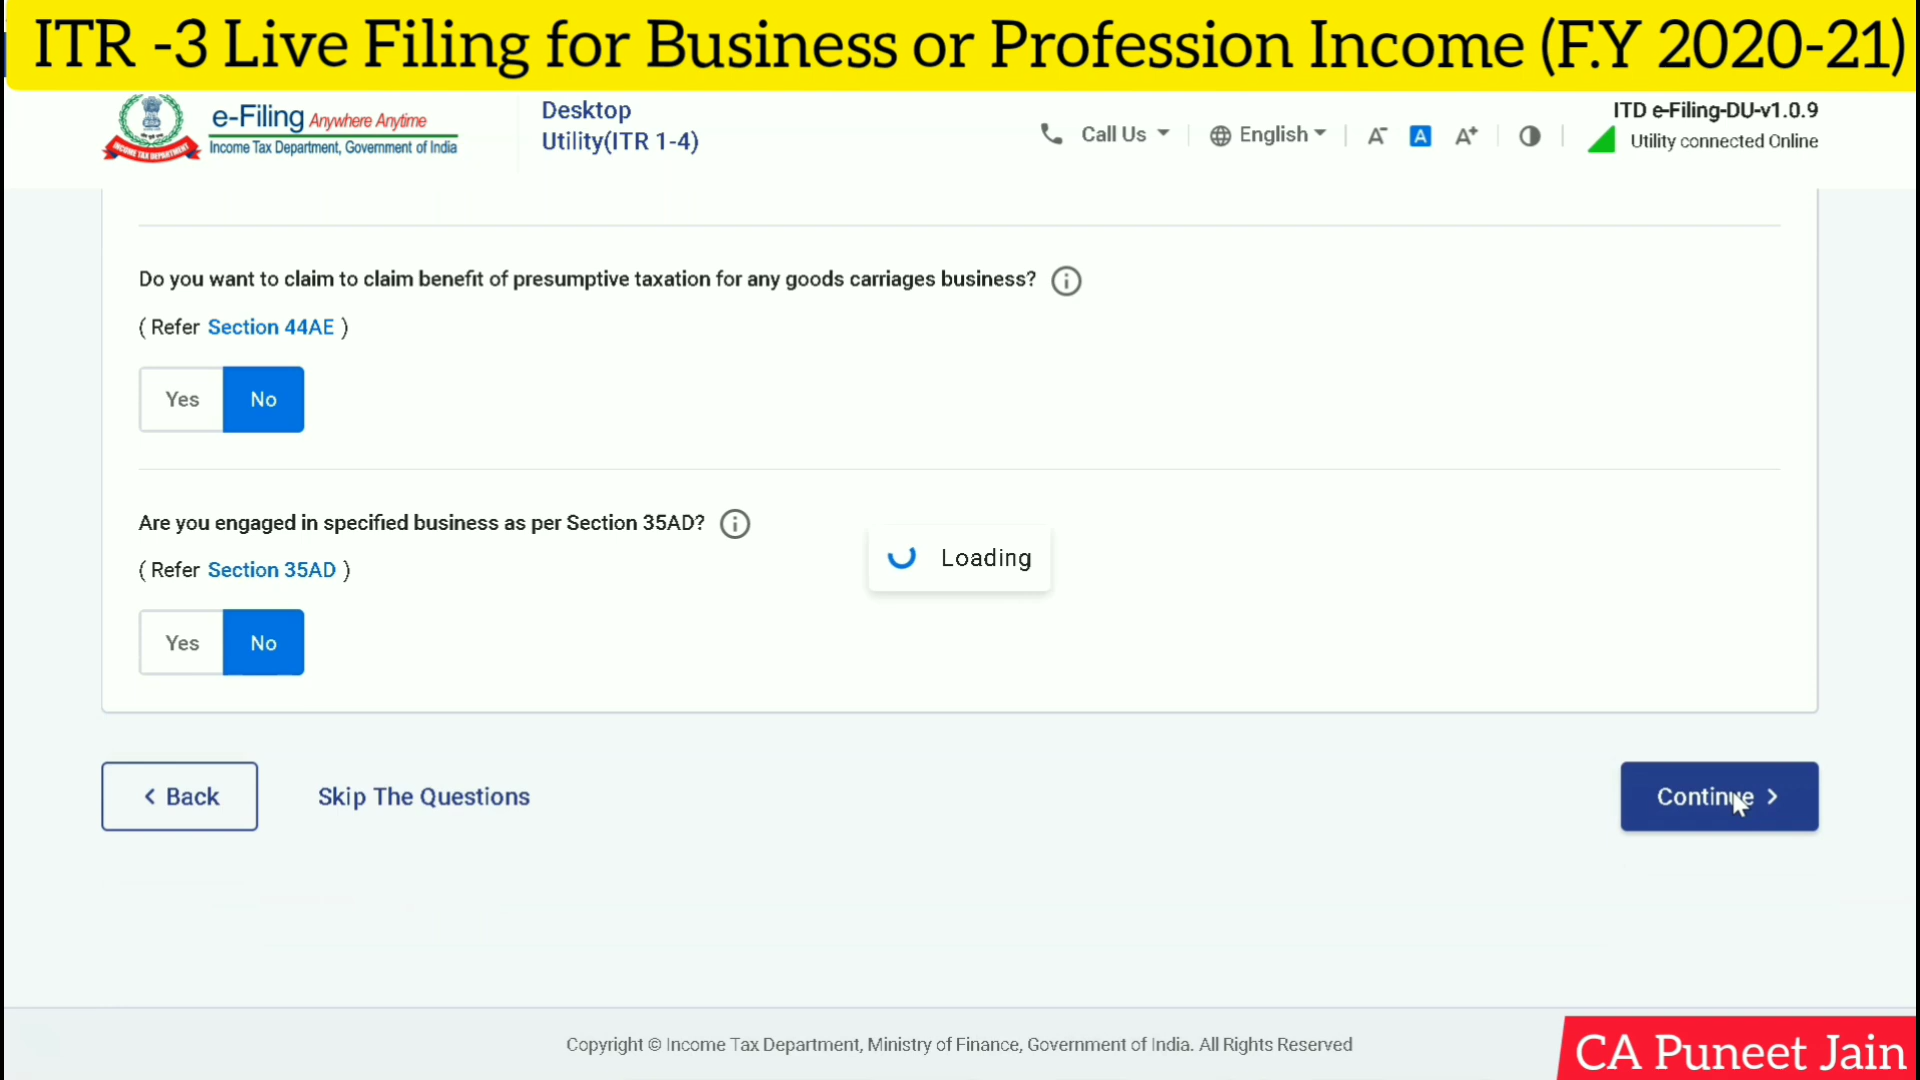 ITR -3 Live Filing for Business or Profession Income (F.Y 2020-21)
e-Filing Anywhere Anytime
Income Tax Department, Government of India
INCOME TAX DEPARTMENT
Desktop
Utility(ITR 1-4)
Call Us
English
A-
A
A+
ITD e-Filing-DU-v1.0.9
Utility connected Online
Do you want to claim to claim benefit of presumptive taxation for any goods carriages business?
( Refer Section 44AE )
Yes No
Are you engaged in specified business as per Section 35AD?
( Refer Section 35AD )
Loading
Yes No
< Back
Skip The Questions
Continue >
Copyright © Income Tax Department, Ministry of Finance, Government of India. All Rights Reserved
CA Puneet Jain